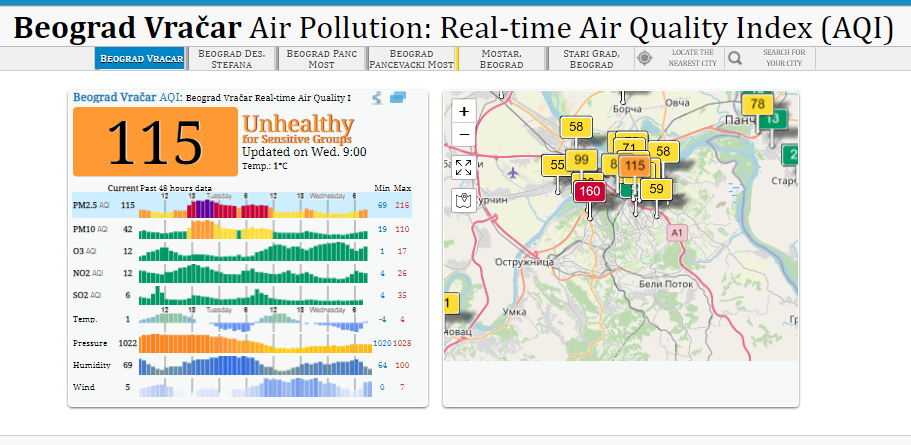 Beograd Vračar Air Pollution: Real-time Air Quality Index (AQI)
BEOGRAD VRACAR
BEOGRAD DES. STEFANA
BEOGRAD PANC MOST
BEOGRAD PANCEVACKI MOST
MOSTAR, BEOGRAD
STARI GRAD, BEOGRAD
LOCATE THE NEAREST CITY
SEARCH FOR YOUR CITY
Beograd Vračar AQI: Beograd Vračar Real-time Air Quality I
115
Unhealthy
for Sensitive Groups
Updated on Wed. 9:00
Temp.: 1°C
Current Past 48 hours data Min Max
12 18 Tuesday 6 12 18 Wednesday 6
PM2.5 AQI 115 69 216
PM10 AQI 42 19 110
O3 AQI 12 1 17
NO2 AQI 12 4 26
SO2 AQI 6 4 35
12 18 Tuesday 6 12 18 Wednesday 6
Temp. 1 -4 4
Pressure 1022 1020 1028
Humidity 69 64 100
Wind 5 0 7
+
−
Борча
Овча
78
13
58
71
58
55
99
8
115
160
59
2
A1
Остружница
Бели Поток
Умка
1